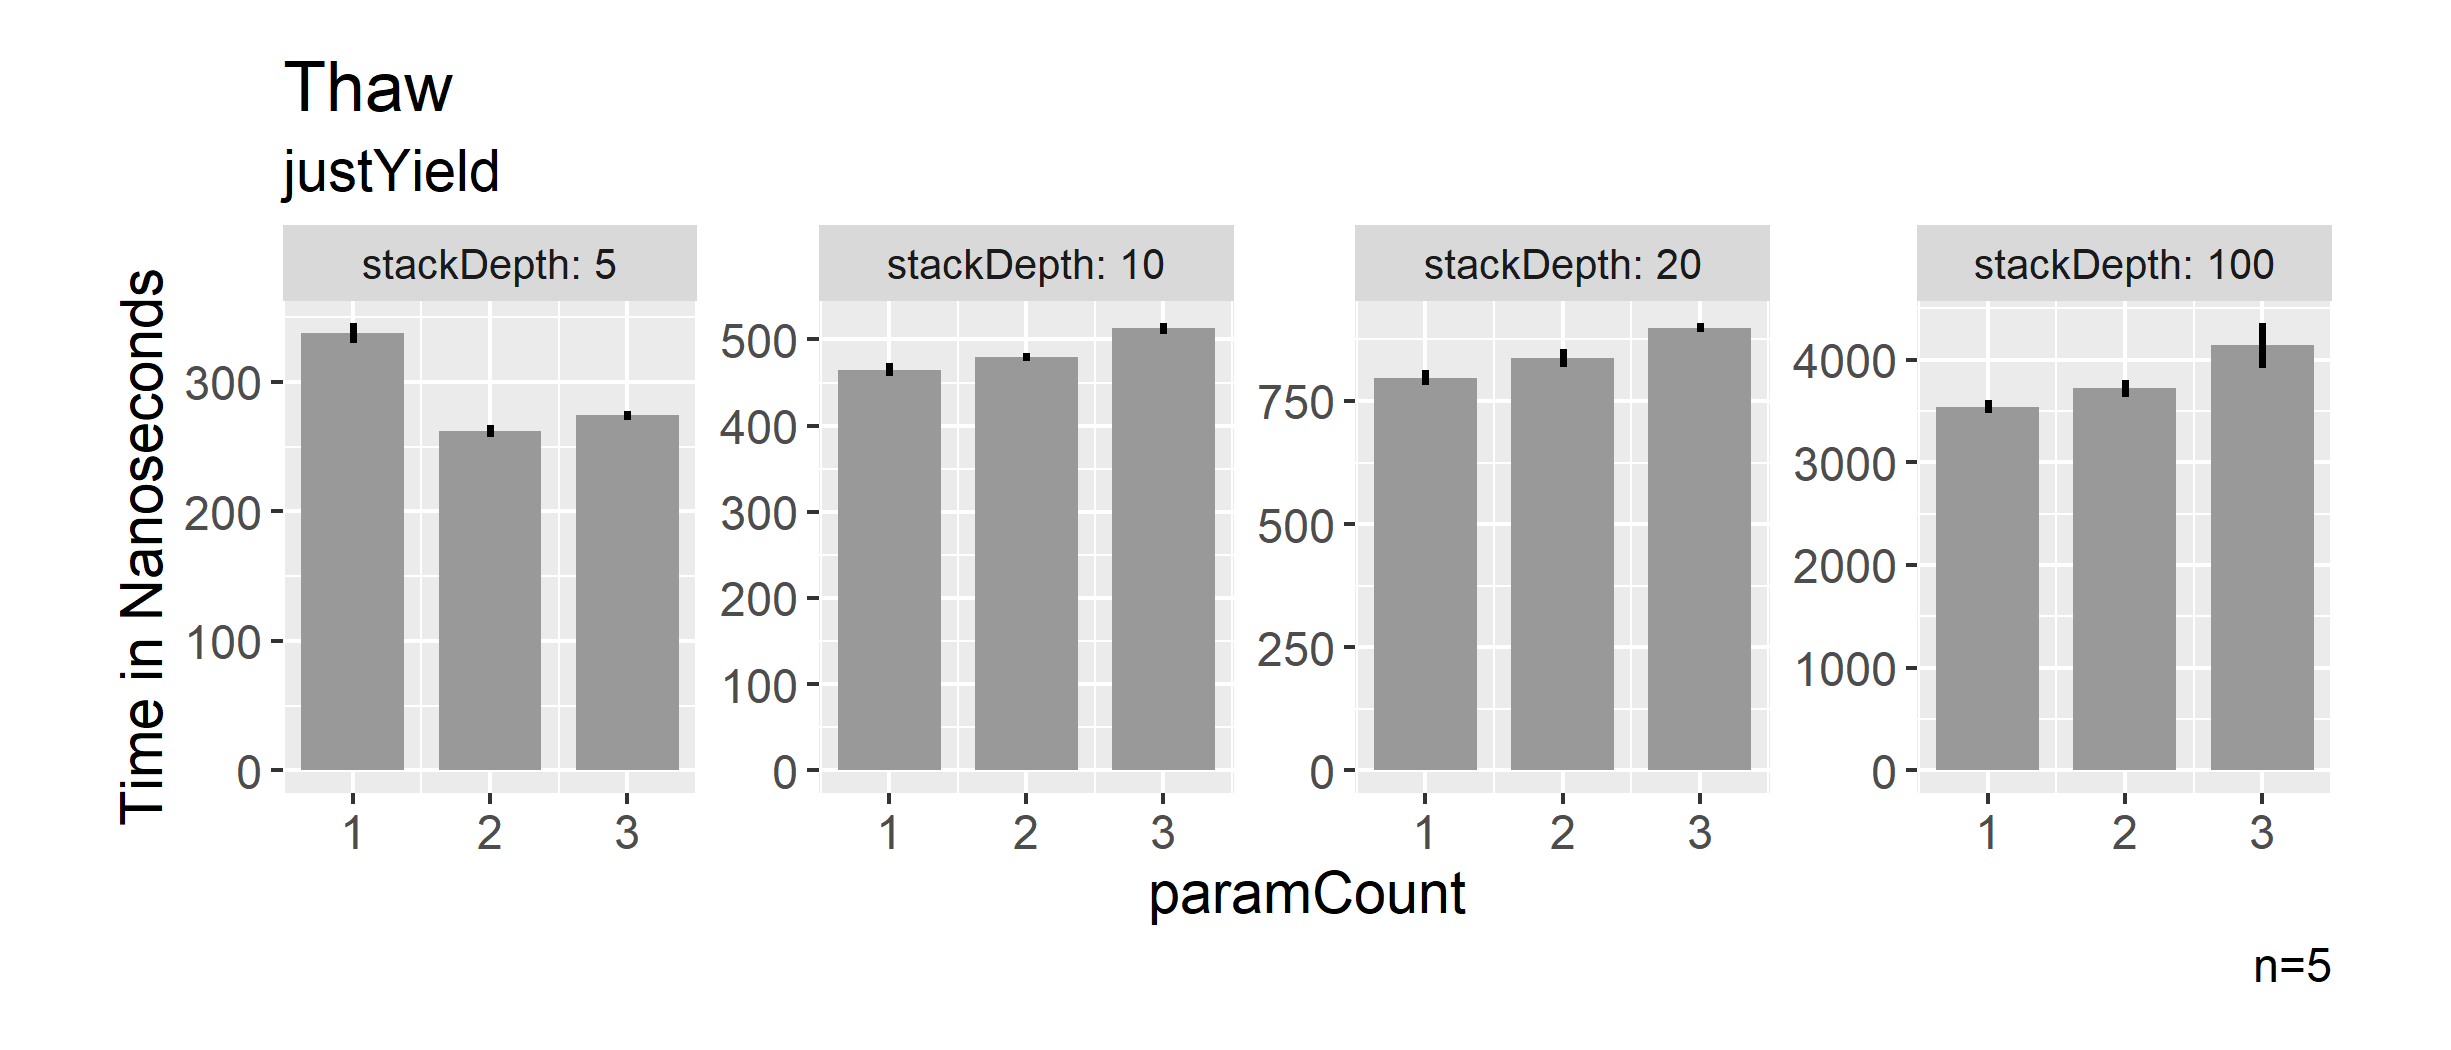 Thaw
justYield
Time in Nanoseconds
stackDepth: 5
300
200
100
0
1 2 3
stackDepth: 10
500
400
300
200
100
0
1 2 3
stackDepth: 20
750
500
250
0
1 2 3
stackDepth: 100
4000
3000
2000
1000
0
1 2 3
paramCount
n=5